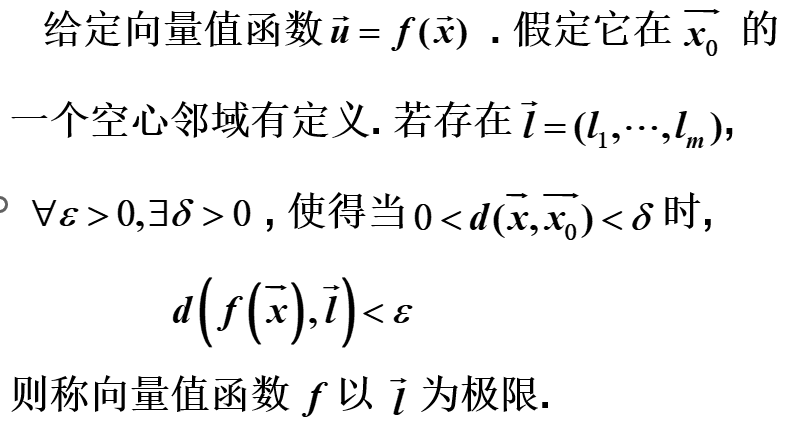 给定向量值函数 $\vec{u} = f(\vec{x})$ . 假定它在 $\overrightarrow{x_0}$ 的
一个空心邻域有定义. 若存在 $\vec{l} = (l_1, \cdots, l_m)$,
$\forall \varepsilon > 0, \exists \delta > 0$ , 使得当 $0 < d(\overrightarrow{x}, \overrightarrow{x_0}) < \delta$ 时,
$d\left(f\left(\overrightarrow{x}\right), \vec{l}\right) < \varepsilon$
则称向量值函数 $f$ 以 $\vec{l}$ 为极限.